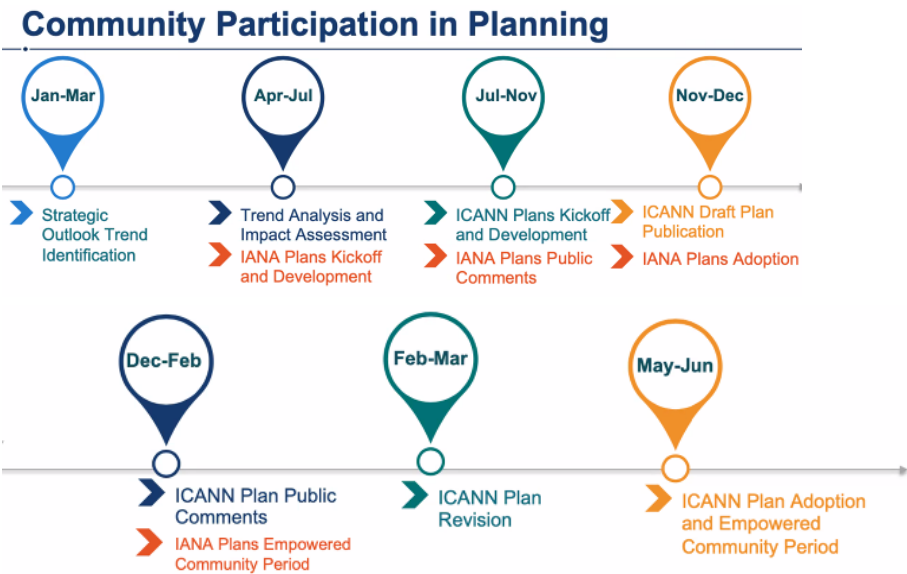 Community Participation in Planning
Jan-Mar
Apr-Jul
Jul-Nov
Nov-Dec
Strategic
Outlook Trend
Identification
Trend Analysis and
Impact Assessment
IANA Plans Kickoff
and Development
ICANN Plans Kickoff
and Development
IANA Plans Public
Comments
ICANN Draft Plan
Publication
IANA Plans Adoption
Dec-Feb
Feb-Mar
May-Jun
ICANN Plan Public
Comments
IANA Plans Empowered
Community Period
ICANN Plan
Revision
ICANN Plan Adoption
and Empowered
Community Period